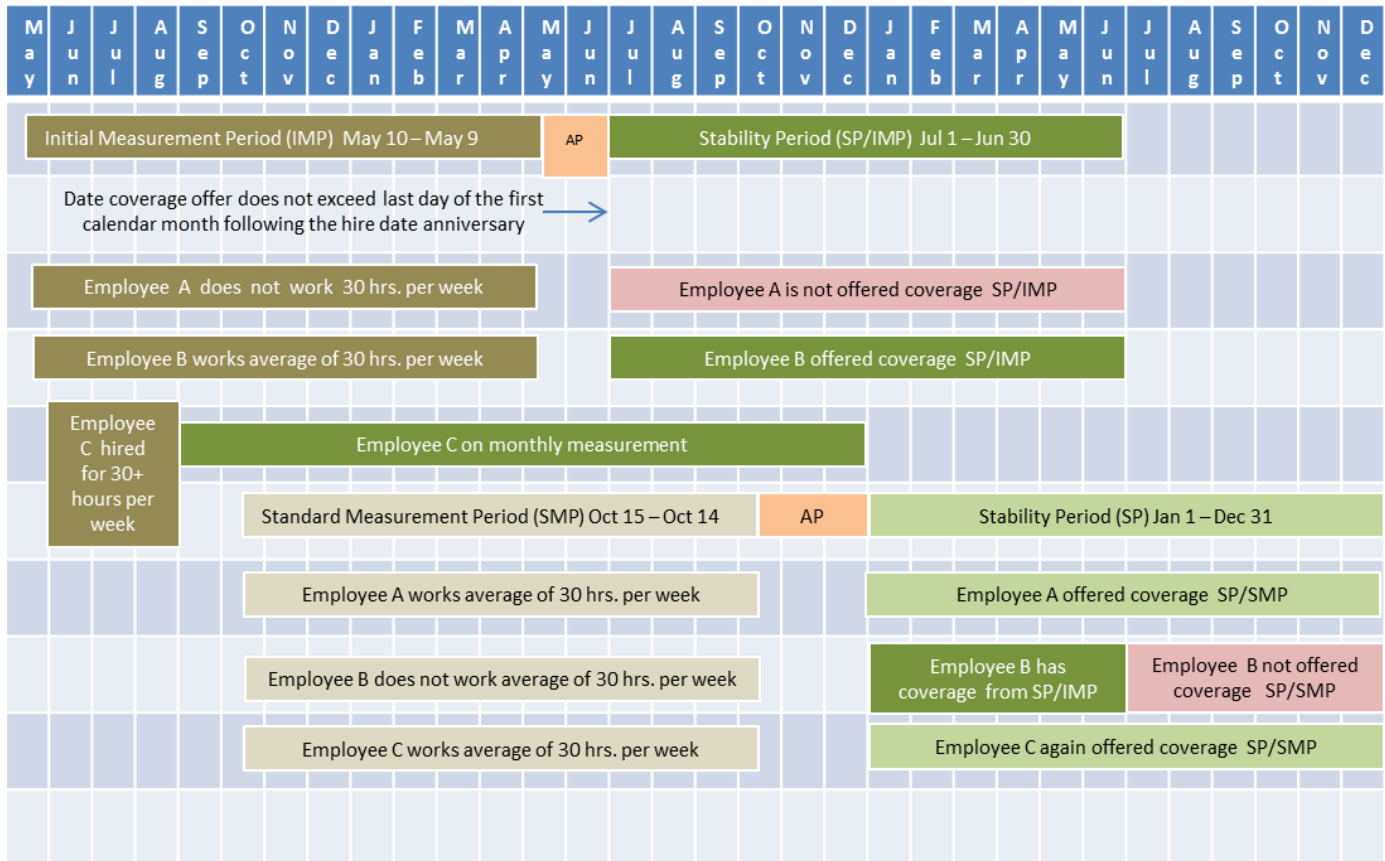 May Jun Jul Aug Sep Oct Nov Dec Jan Feb Mar Apr May Jun Jul Aug Sep Oct Nov Dec Jan Feb Mar Apr May Jun Jul Aug Sep Oct Nov Dec
Initial Measurement Period (IMP) May 10 – May 9
AP
Stability Period (SP/IMP) Jul 1 – Jun 30
Date coverage offer does not exceed last day of the first
calendar month following the hire date anniversary
Employee A does not work 30 hrs. per week
Employee A is not offered coverage SP/IMP
Employee B works average of 30 hrs. per week
Employee B offered coverage SP/IMP
Employee
C hired
for 30+
hours per
week
Employee C on monthly measurement
Standard Measurement Period (SMP) Oct 15 – Oct 14
AP
Stability Period (SP) Jan 1 – Dec 31
Employee A works average of 30 hrs. per week
Employee A offered coverage SP/SMP
Employee B does not work average of 30 hrs. per week
Employee B has
coverage from SP/IMP
Employee B not offered
coverage SP/SMP
Employee C works average of 30 hrs. per week
Employee C again offered coverage SP/SMP